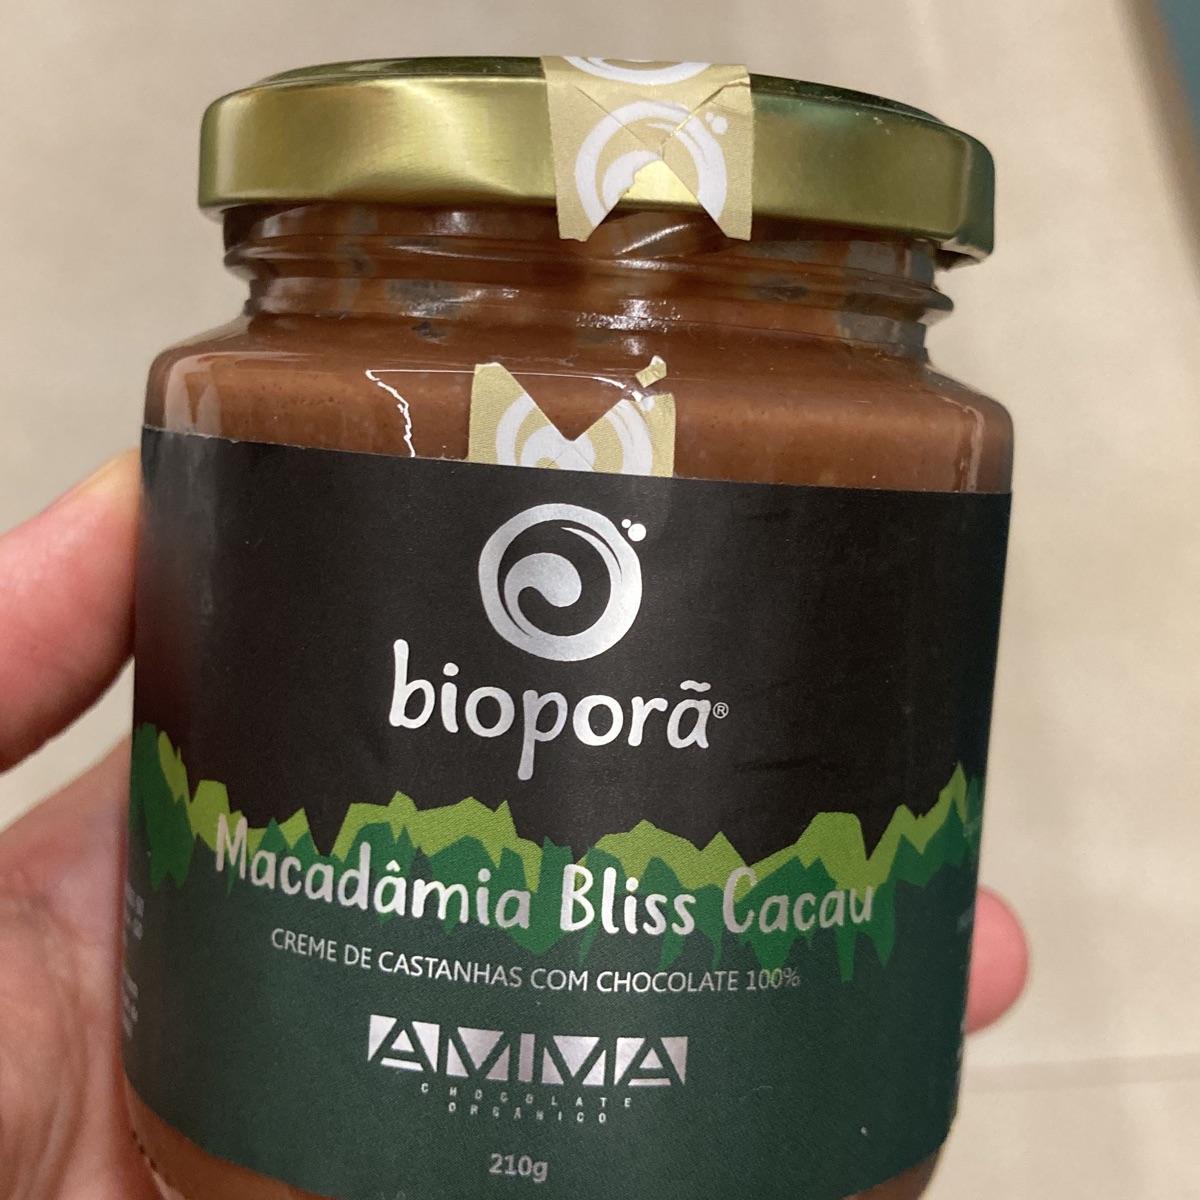 bioporã®
Macadâmia Bliss Cacau
CREME DE CASTANHAS COM CHOCOLATE 100%
AMMA
CHOCOLATE
ORGÂNICO
210g